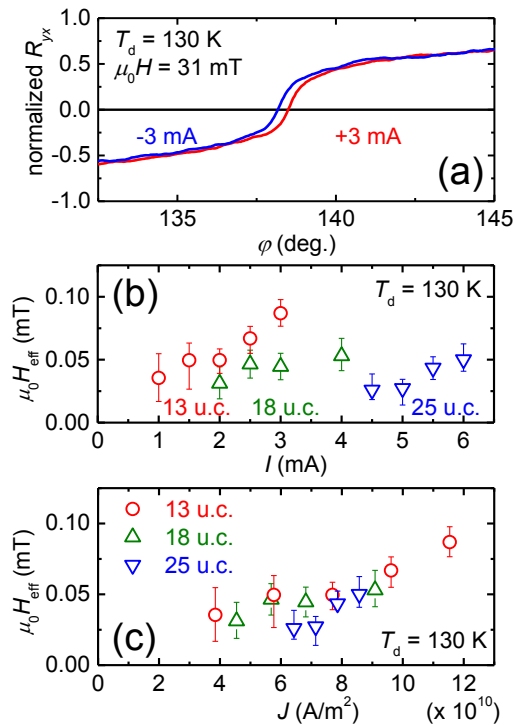 T_d = 130 K
μ₀H = 31 mT
normalized R_yx
1.0
0.5
0.0
-0.5
-1.0
-3 mA
+3 mA
(a)
135
140
145
φ (deg.)
(b)
T_d = 130 K
μ₀H_eff (mT)
0.10
0.05
0.00
13 u.c.
18 u.c.
25 u.c.
0
1
2
3
4
5
6
I (mA)
13 u.c.
18 u.c.
25 u.c.
μ₀H_eff (mT)
0.10
0.05
0.00
(c)
T_d = 130 K
0
2
4
6
8
10
12
J (A/m²)
(x 10¹⁰)